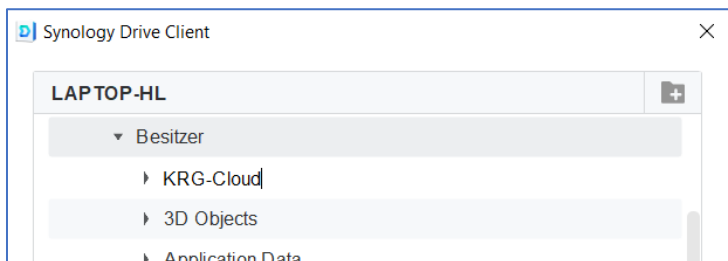 Synology Drive Client
LAPTOP-HL
Besitzer
KRG-Cloud
3D Objects
Application Data